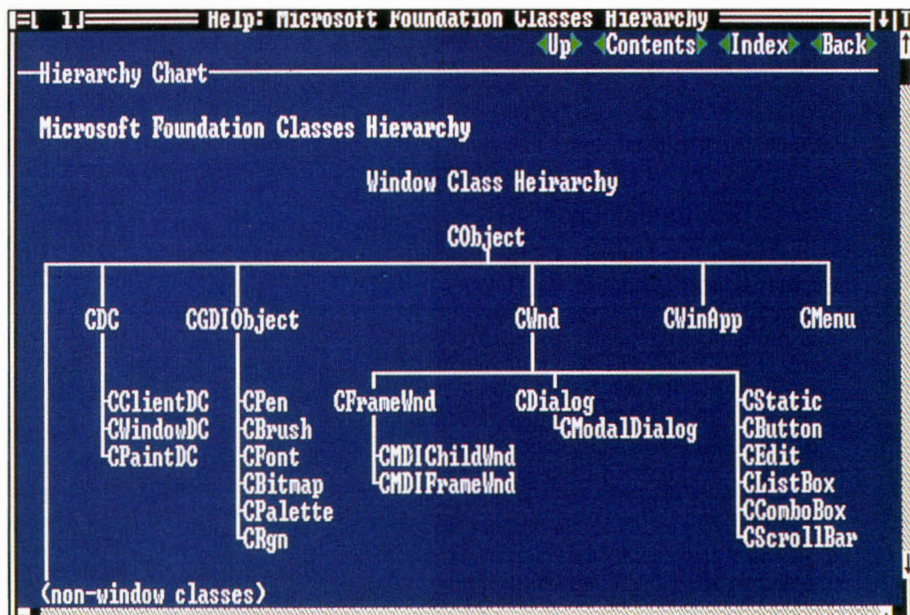 [ 1] Help: Microsoft Foundation Classes Hierarchy
Up Contents Index Back
Hierarchy Chart
Microsoft Foundation Classes Hierarchy
Window Class Heirarchy
CObject
CDC CGDIObject CWnd CWinApp CMenu
CClientDC CPen CFrameWnd CDialog CStatic
CWindowDC CBrush CModalDialog CButton
CPaintDC CFont CMDIChildWnd CEdit
CBitmap CMDIFrameWnd CListBox
CPalette CComboBox
CRgn CScrollBar
(non-window classes)